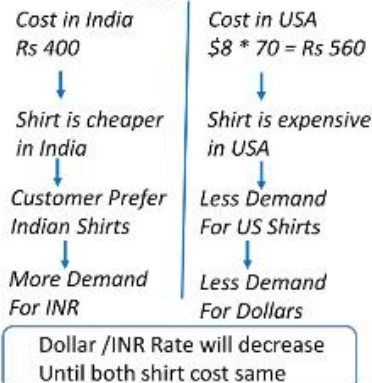 Cost in India
Rs 400
Shirt is cheaper
in India
Customer Prefer
Indian Shirts
More Demand
For INR
Cost in USA
$8 * 70 = Rs 560
Shirt is expensive
in USA
Less Demand
For US Shirts
Less Demand
For Dollars
Dollar /INR Rate will decrease
Until both shirt cost same